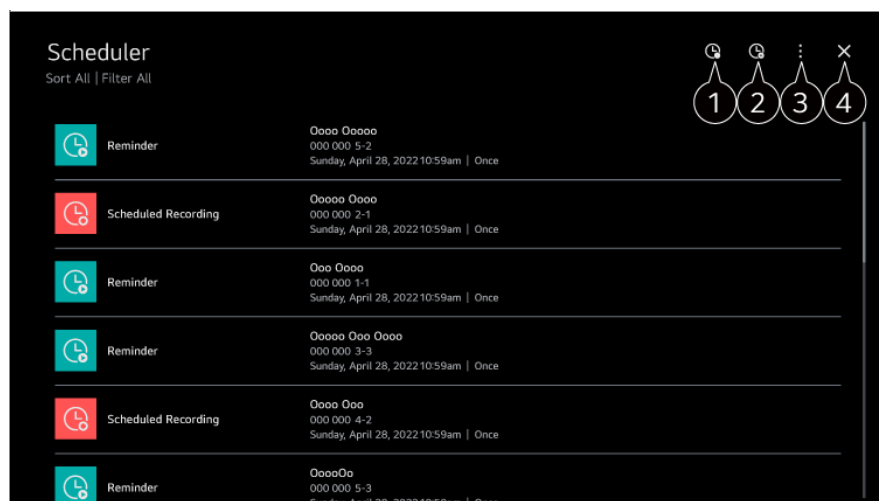 Scheduler
Sort All | Filter All
1 2 3 4
Reminder
Oooo Ooooo
000 000 5-2
Sunday, April 28, 2022 10:59am | Once
Scheduled Recording
Ooooo Oooo
000 000 2-1
Sunday, April 28, 2022 10:59am | Once
Reminder
Ooo Oooo
000 000 1-1
Sunday, April 28, 2022 10:59am | Once
Reminder
Ooooo Ooo Oooo
000 000 3-3
Sunday, April 28, 2022 10:59am | Once
Scheduled Recording
Oooo Ooo
000 000 4-2
Sunday, April 28, 2022 10:59am | Once
Reminder
OoooOo
000 000 5-3